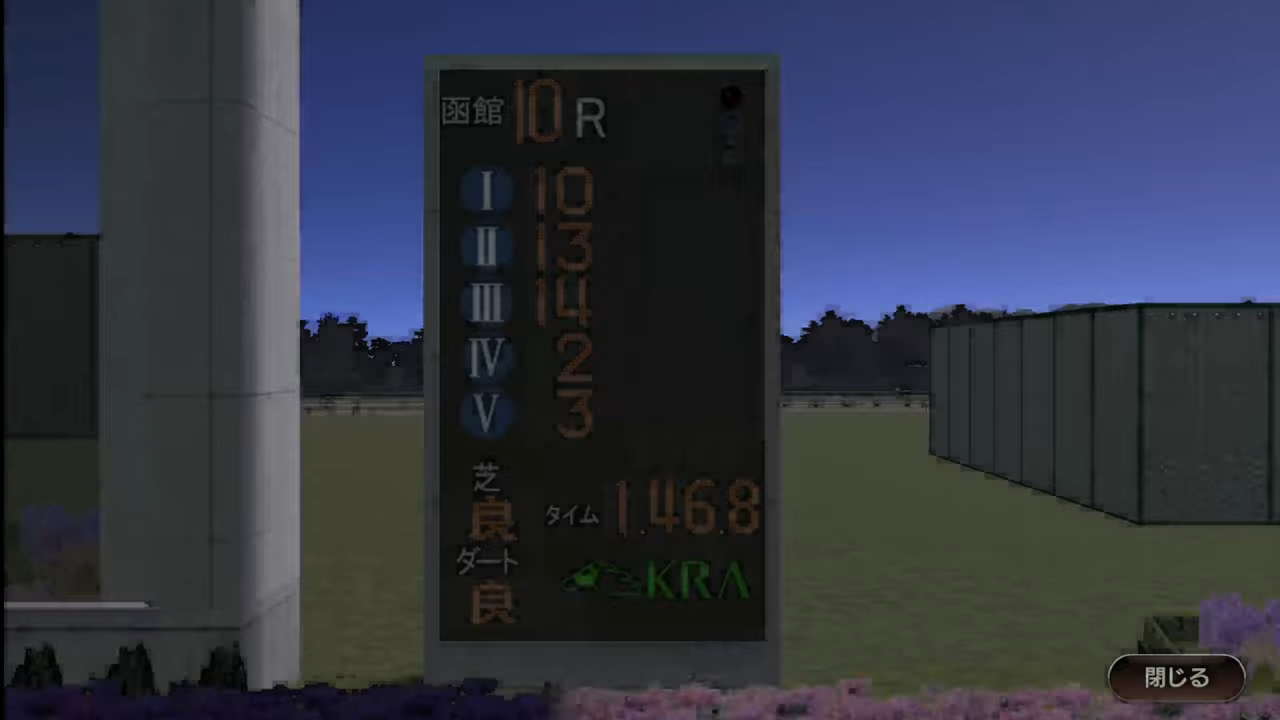 函館 10 R
I 10
II 13
III 14
IV 2
V 3
芝
良 タイム 1.46.8
ダート
KRA
良
閉じる